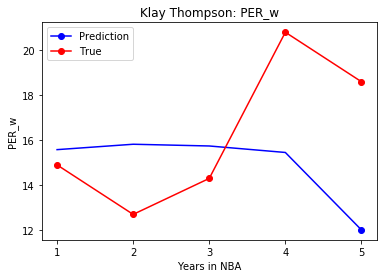 Klay Thompson: PER_w
Prediction
True
PER_w
20
18
16
14
12
1 2 3 4 5
Years in NBA